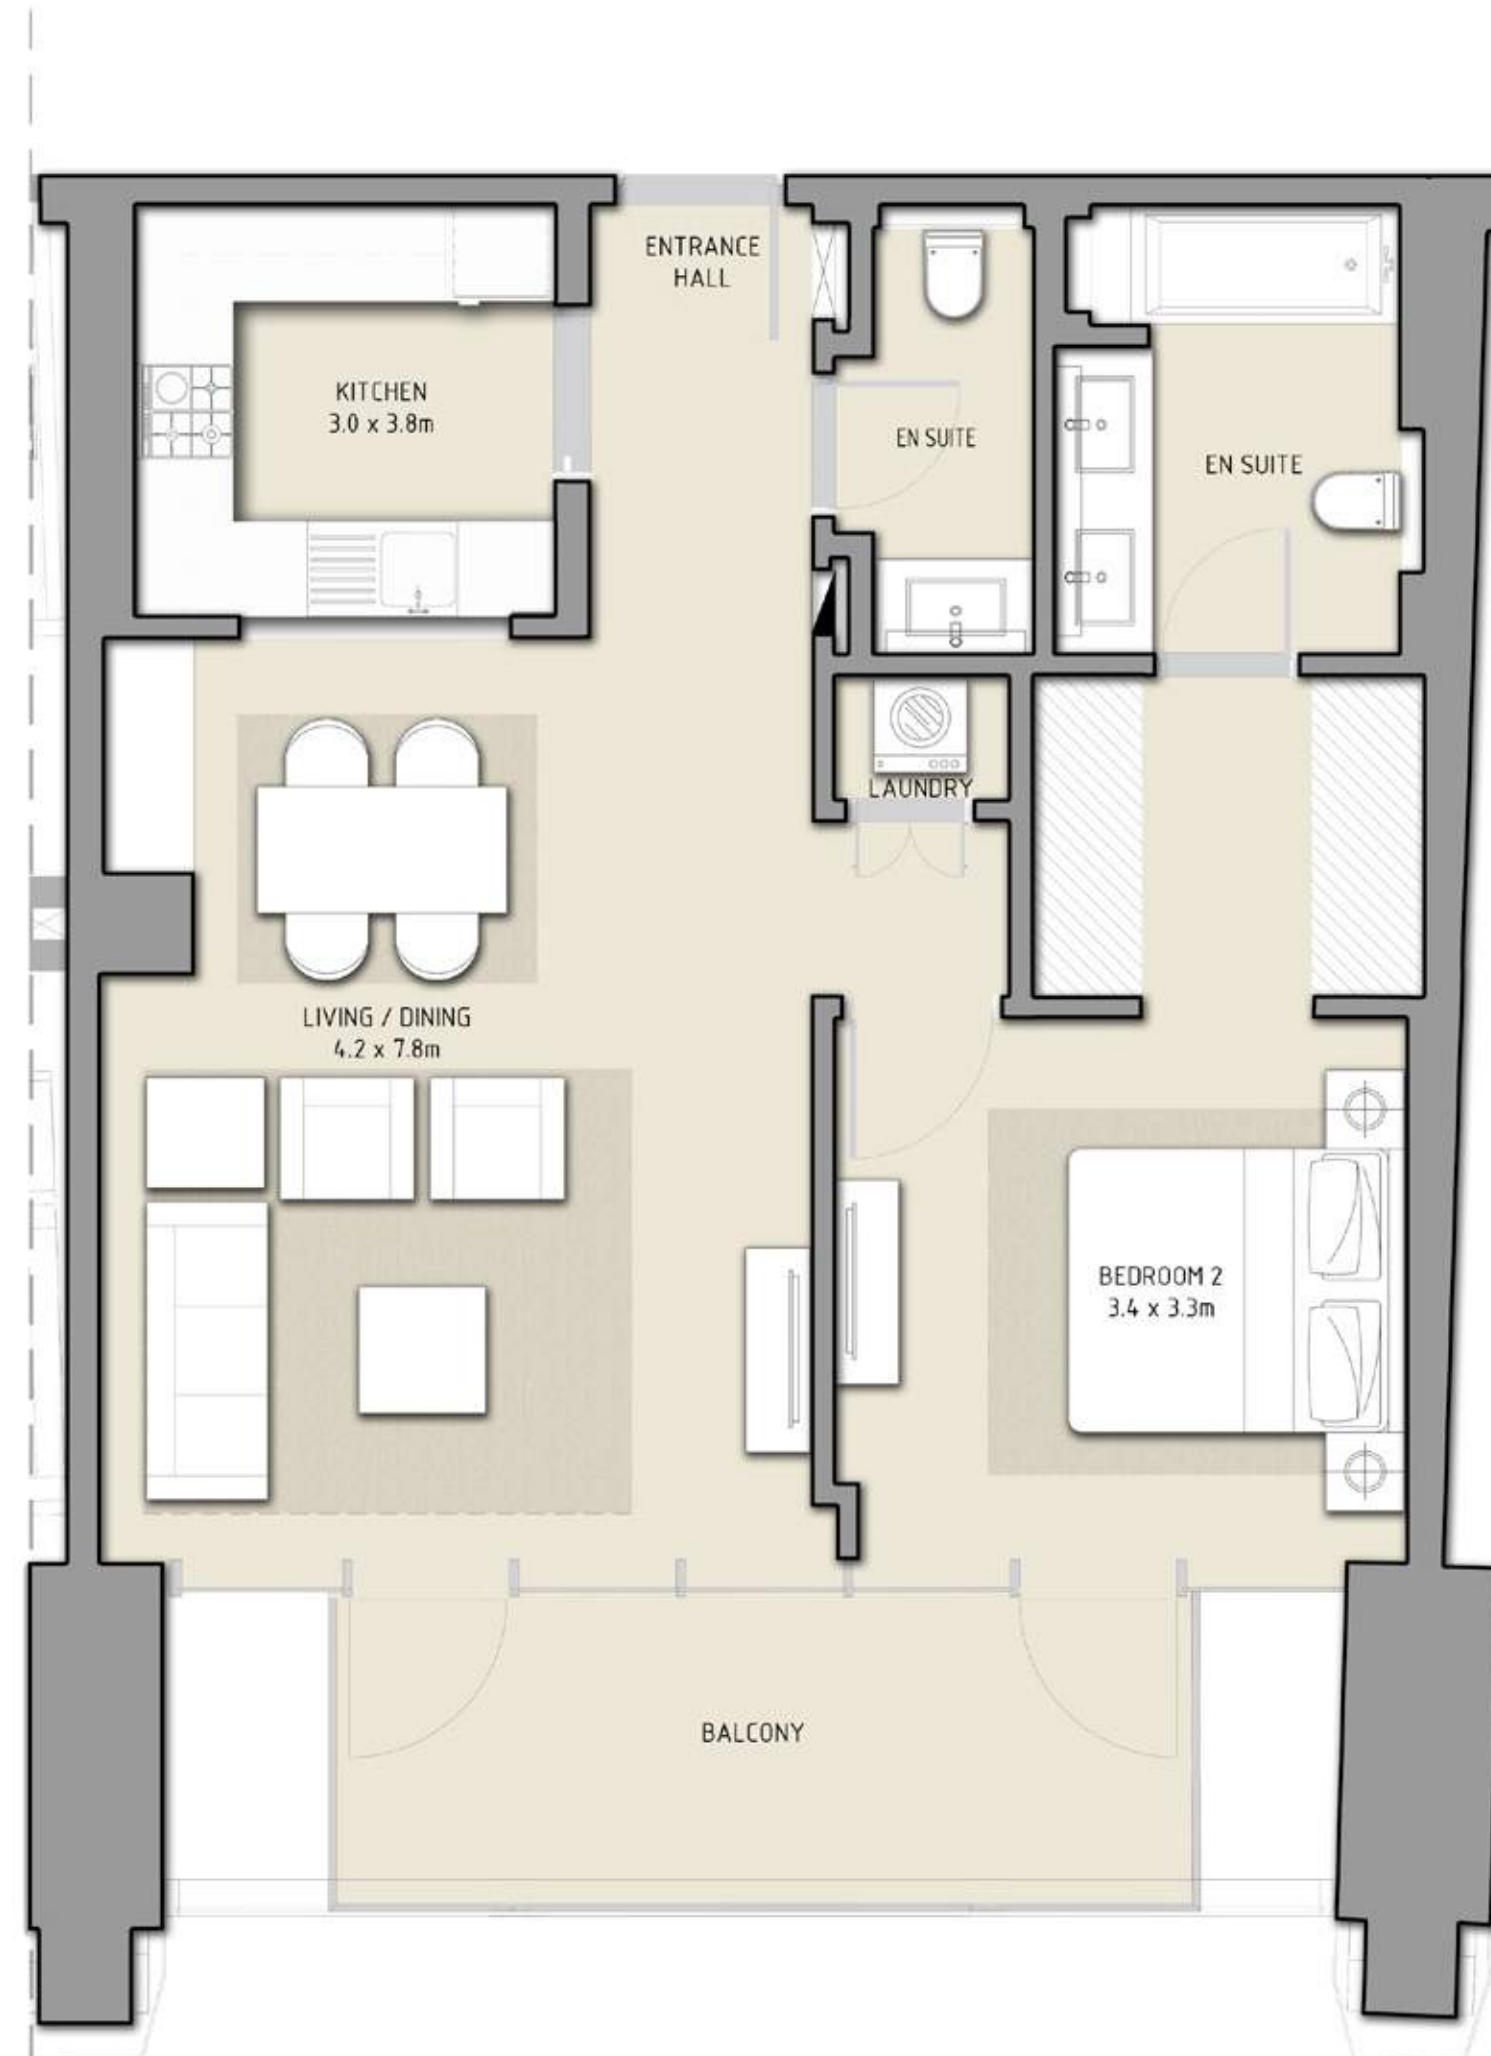 ENTRANCE
HALL
KITCHEN
3.0 x 3.8m
EN SUITE
EN SUITE
LAUNDRY
LIVING / DINING
4.2 x 7.8m
BEDROOM 2
3.4 x 3.3m
BALCONY